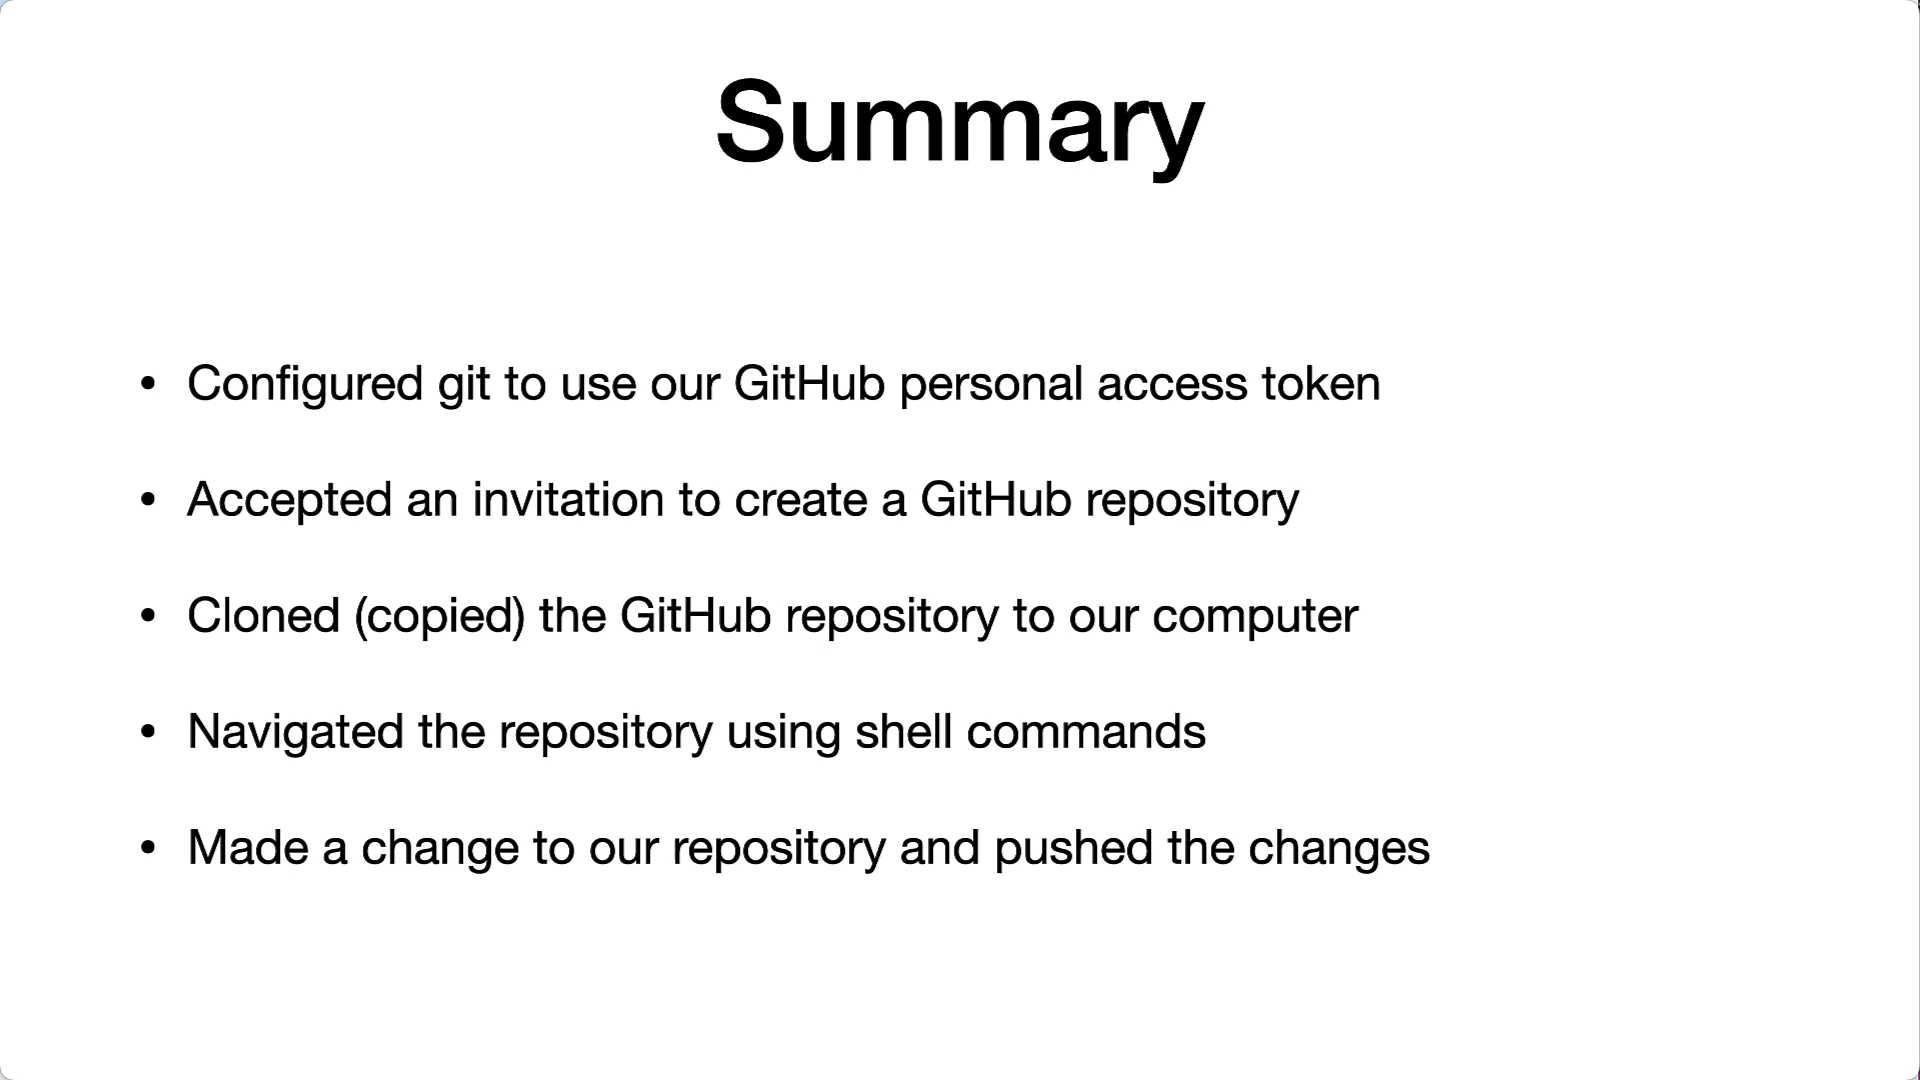 Summary
• Configured git to use our GitHub personal access token
• Accepted an invitation to create a GitHub repository
• Cloned (copied) the GitHub repository to our computer
• Navigated the repository using shell commands
• Made a change to our repository and pushed the changes